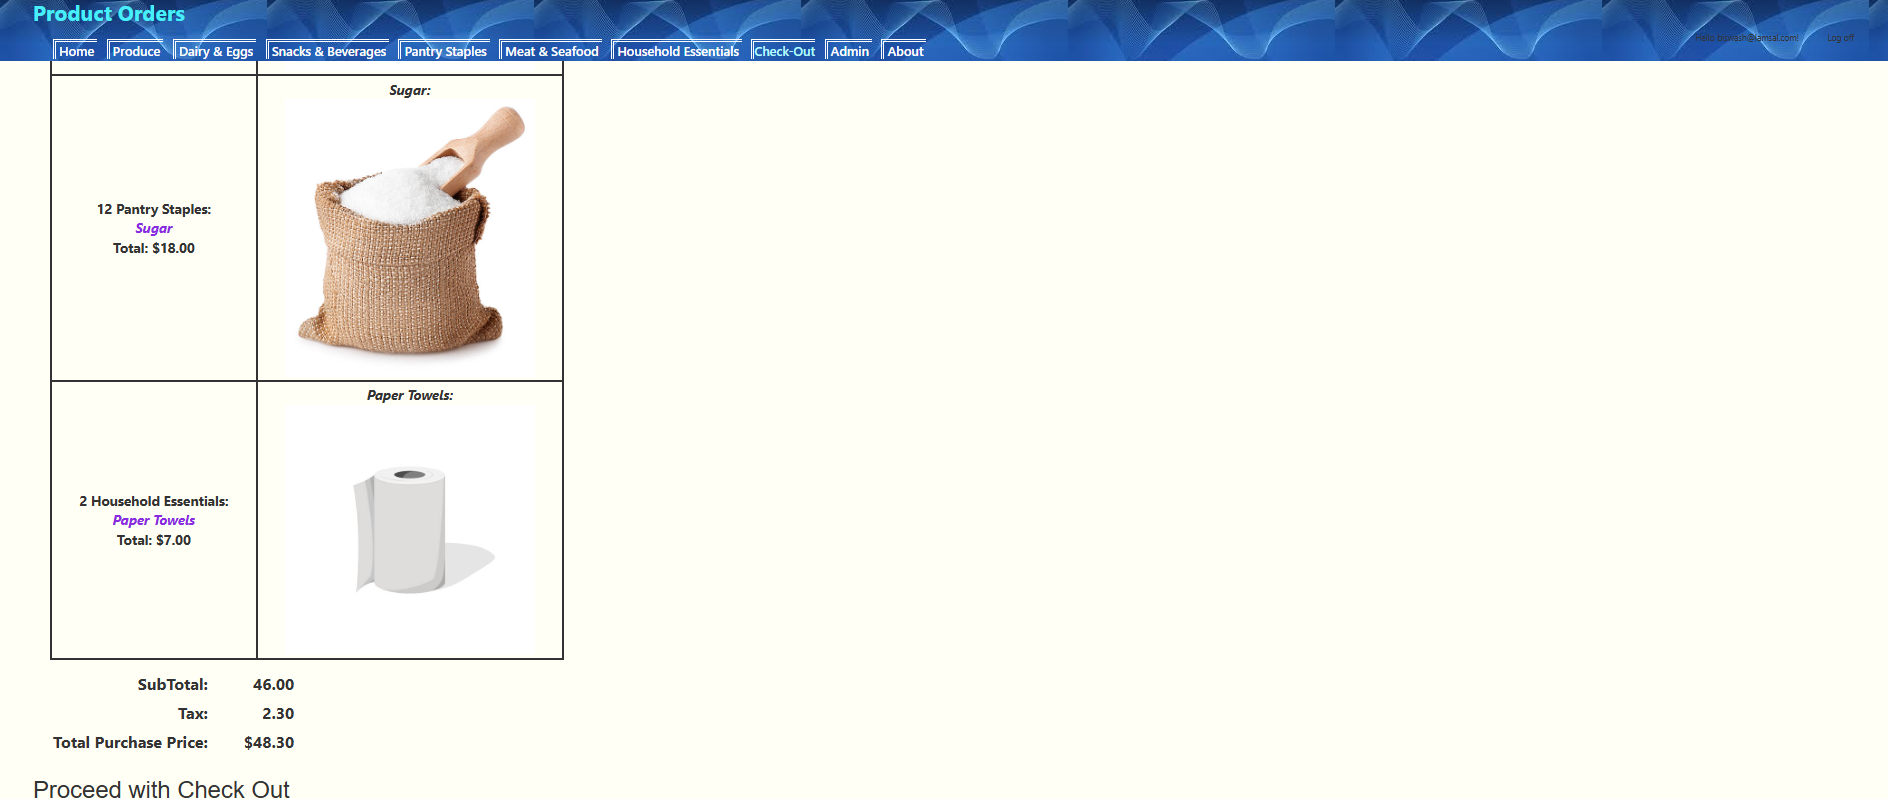 Product Orders
Home Produce Dairy & Eggs Snacks & Beverages Pantry Staples Meat & Seafood Household Essentials Check-Out Admin About
Hello Log off
Sugar:
12 Pantry Staples:
Sugar
Total: $18.00
Paper Towels:
2 Household Essentials:
Paper Towels
Total: $7.00
SubTotal: 46.00
Tax: 2.30
Total Purchase Price: $48.30
Proceed with Check Out